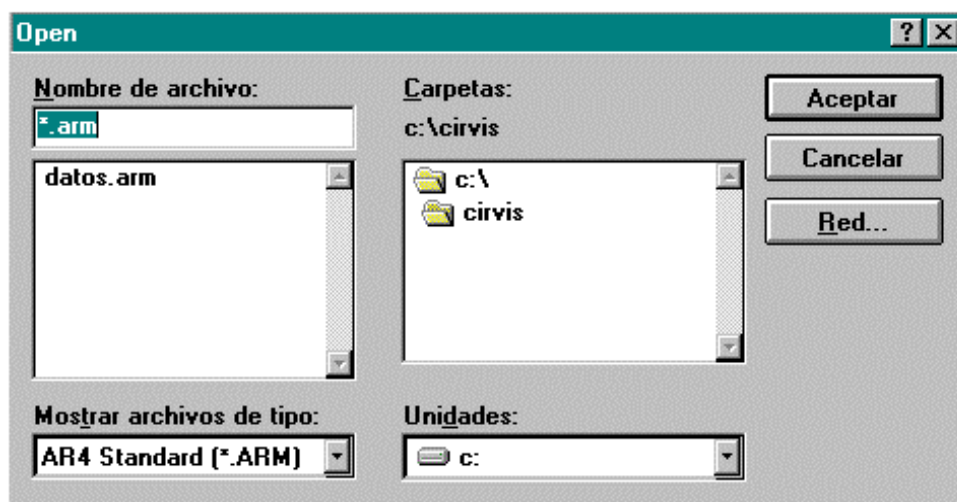 Open
Nombre de archivo:
*.arm
datos.arm
Mostrar archivos de tipo:
AR4 Standard (*.ARM)
Carpetas:
c:\cirvis
c:\
cirvis
Unidades:
c:
Aceptar
Cancelar
Red...